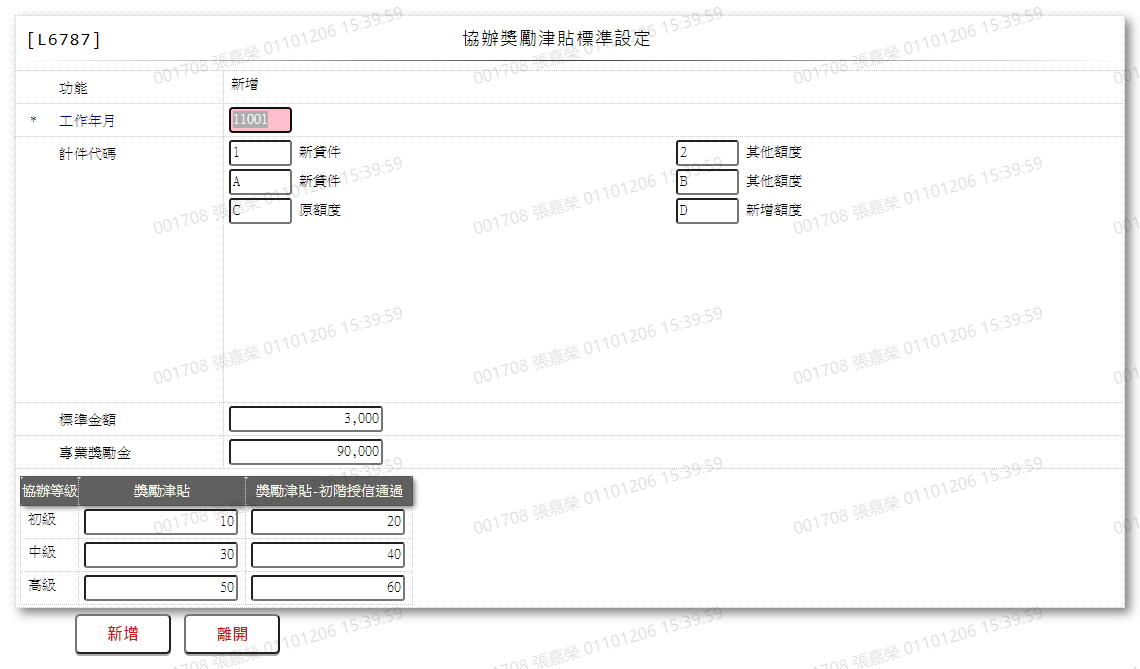 [L6787]
協辦獎勵津貼標準設定
功能 新增
* 工作年月 11001
計件代碼 1 新貸件 2 其他額度
A 新貸件 B 其他額度
C 原額度 D 新增額度
標準金額 3,000
專業獎勵金 90,000
協辦等級 獎勵津貼 獎勵津貼-初階授信通過
初級 10 20
中級 30 40
高級 50 60
新增 離開
001708 張嘉榮 01101206 15:39:59